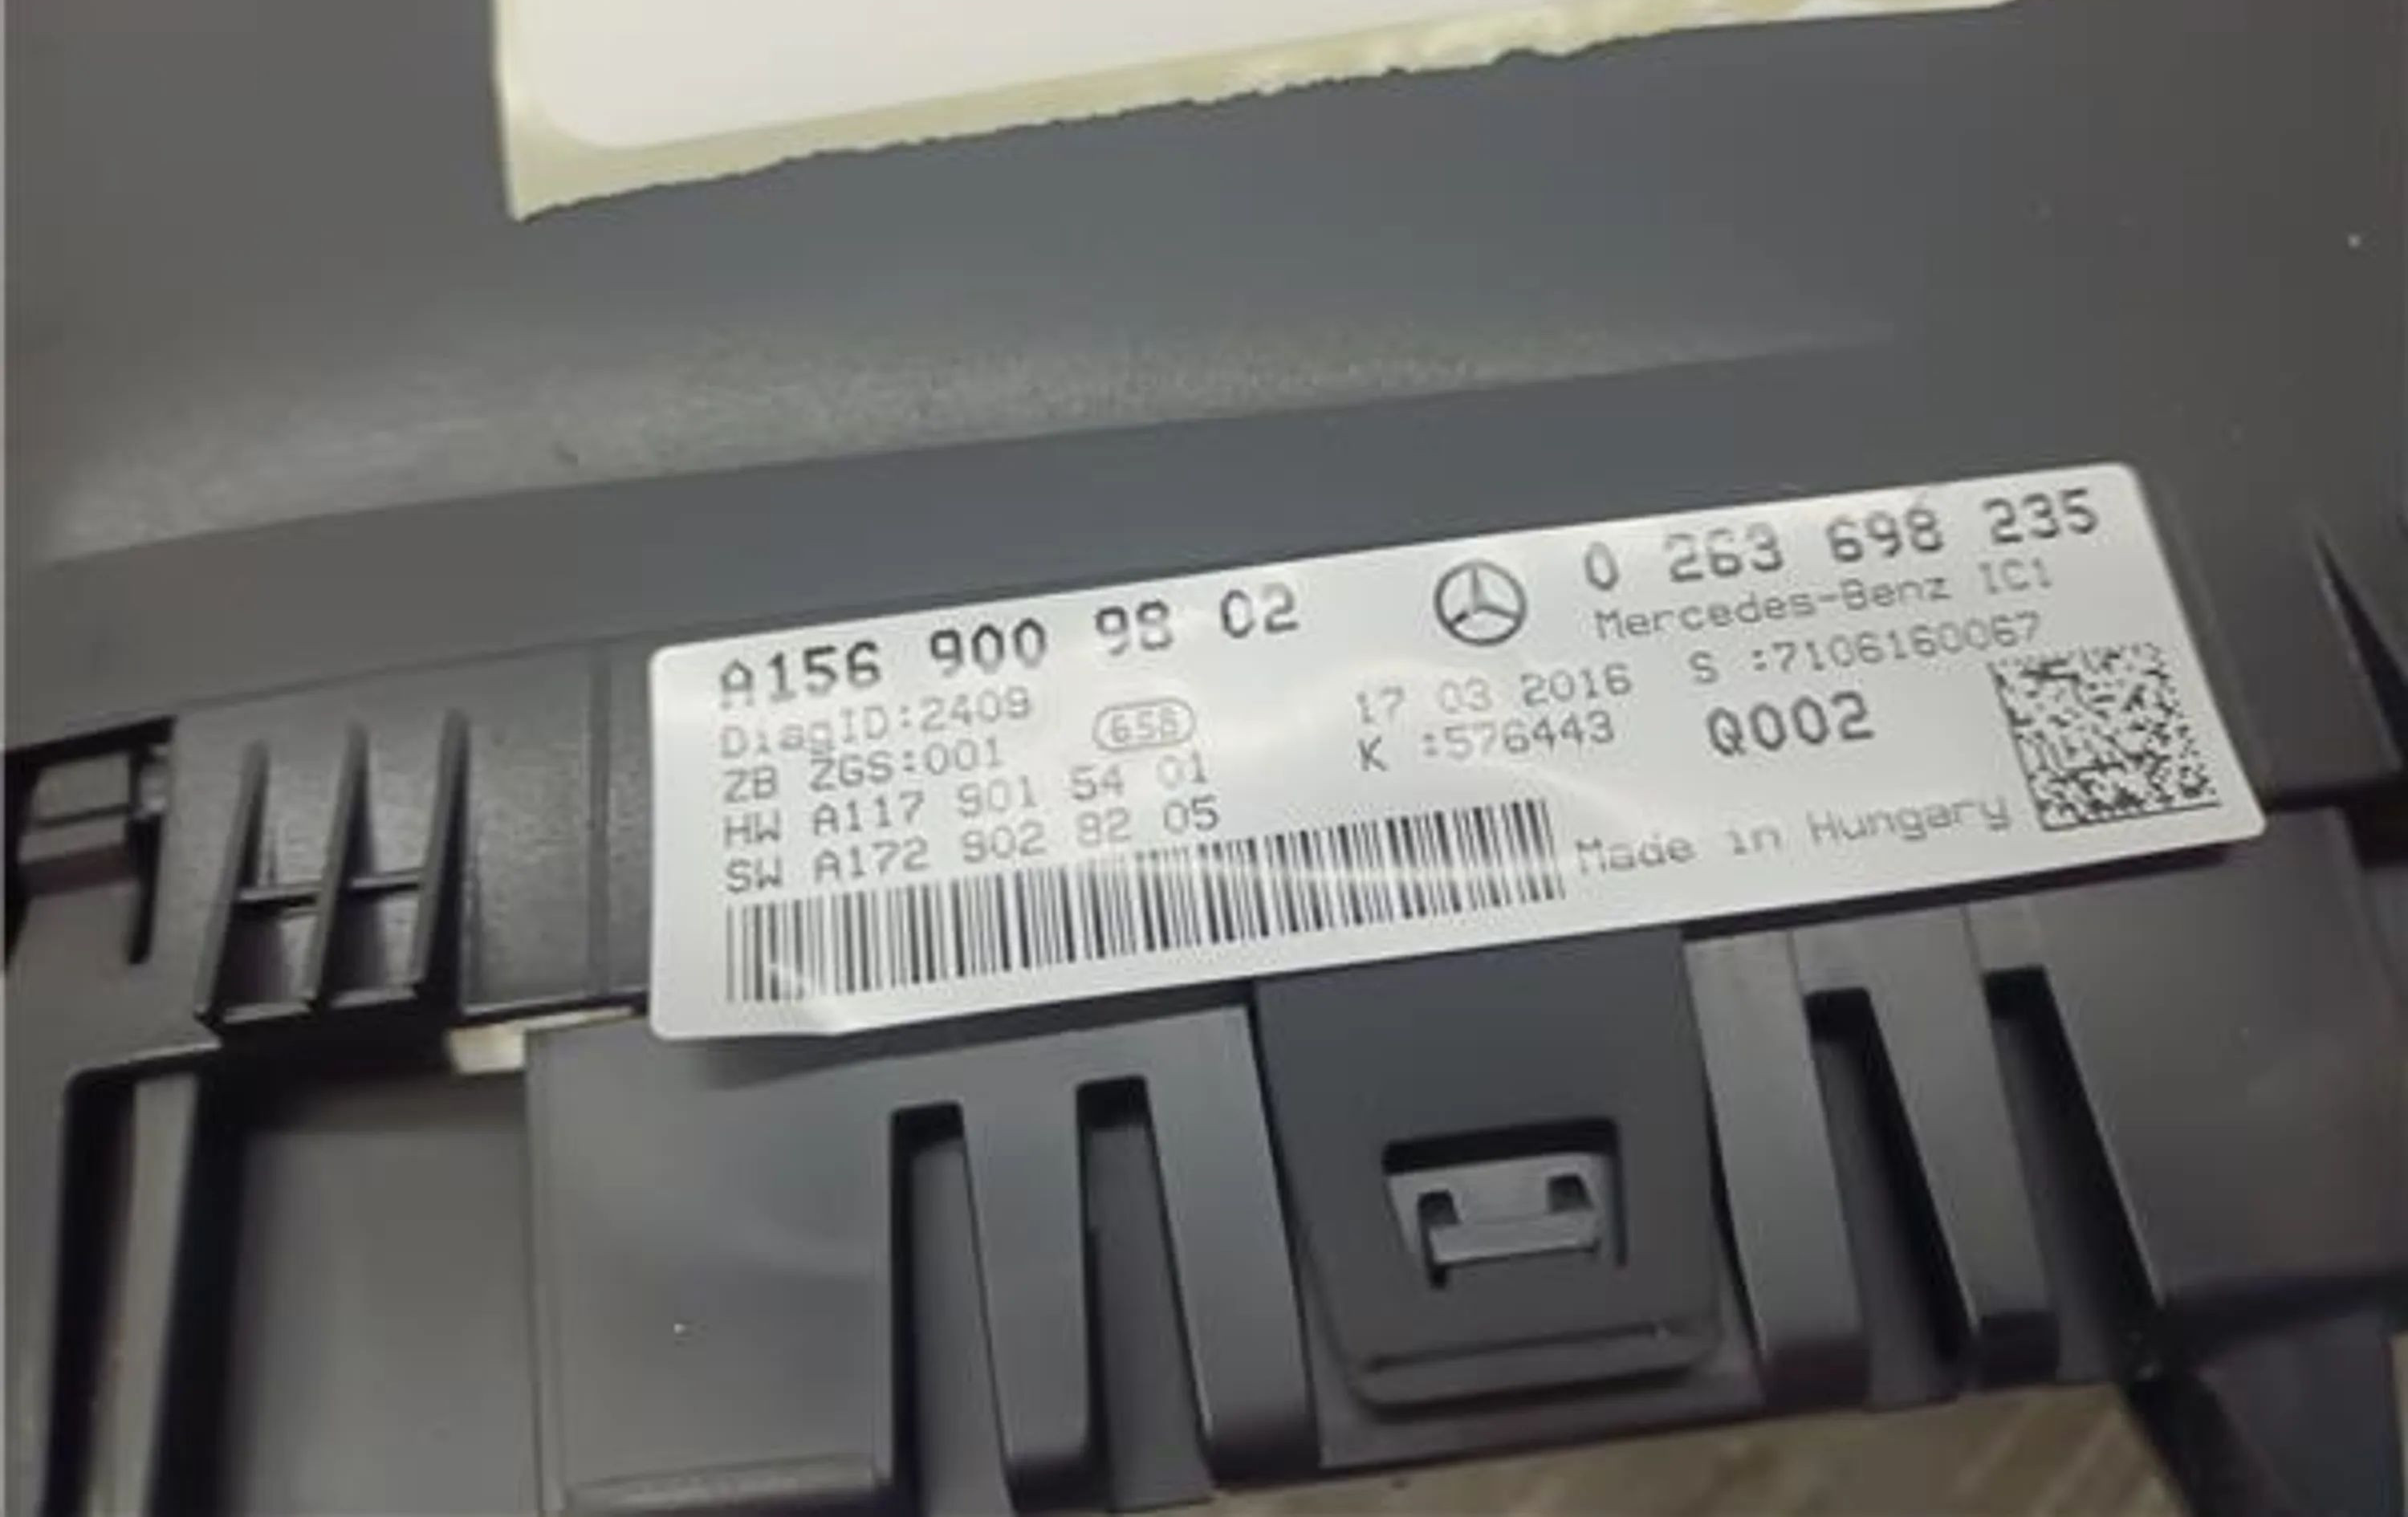 A156 900 98 02
0 263 698 235
Mercedes-Benz IC1
DiagID:2409
ZB ZGS:001
HW A117 901 54 01
SW A172 902 82 05
17 03 2016
S :7106160067
K :576443
Q002
Made in Hungary